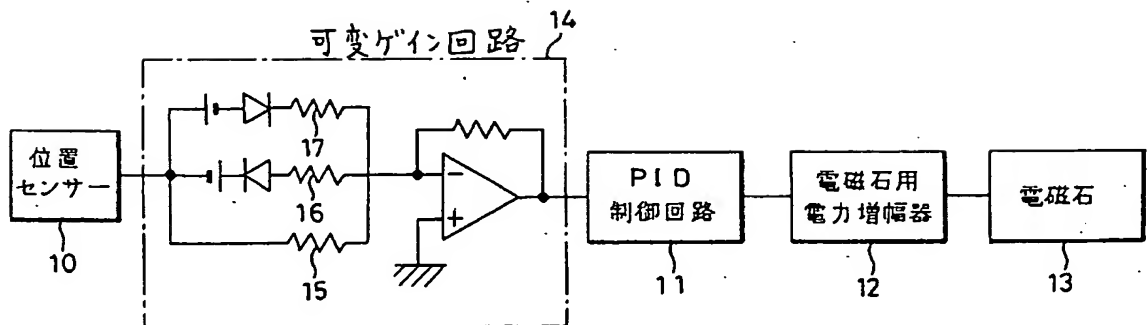 可変ゲイン回路
14
位置
センサー
10
17
16
15
−
+
PID
制御回路
11
電磁石用
電力増幅器
12
電磁石
13